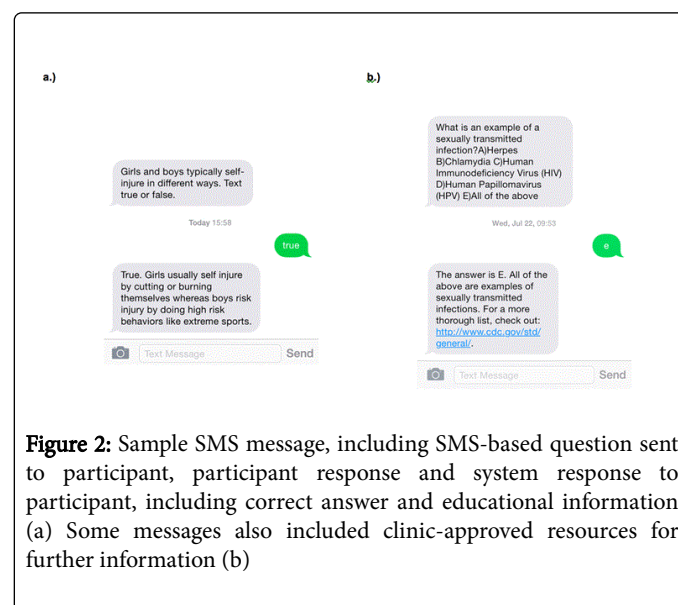 a.)
Girls and boys typically self-
injure in different ways. Text
true or false.
Today 15:58
true
True. Girls usually self injure
by cutting or burning
themselves whereas boys risk
injury by doing high risk
behaviors like extreme sports.
Text Message
Send
b.)
What is an example of a
sexually transmitted
infection?A)Herpes
B)Chlamydia C)Human
Immunodeficiency Virus (HIV)
D)Human Papillomavirus
(HPV) E)All of the above
Wed, Jul 22, 09:53
e
The answer is E. All of the
above are examples of
sexually transmitted
infections. For a more
thorough list, check out:
http://www.cdc.gov/std/
general/.
Text Message
Send
Figure 2: Sample SMS message, including SMS-based question sent
to participant, participant response and system response to
participant, including correct answer and educational information
(a) Some messages also included clinic-approved resources for
further information (b)